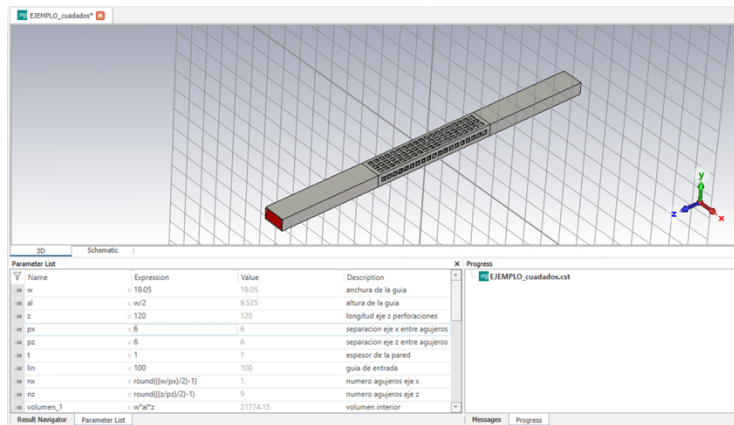 EJEMPLO_cuadados*
y
z
x
3D Schematic
Parameter List
Progress
Name Expression Value Description
EJEMPLO_cuadados.cst
w = 19.05 19.05 anchura de la guia
al = w/2 9.525 altura de la guia
z = 120 120 longitud eje z perforaciones
px = 6 6 separacion eje x entre agujeros
pz = 6 6 separacion eje z entre agujeros
t = 1 1 espesor de la pared
lin = 100 100 guia de entrada
nx = round(((w/px)/2)-1) 1 numero agujeros eje x
nz = round(((z/pz)/2)-1) 9 numero agujeros eje z
volumen_1 = w*al*z 21774.15 volumen interior
Result Navigator Parameter List Messages Progress